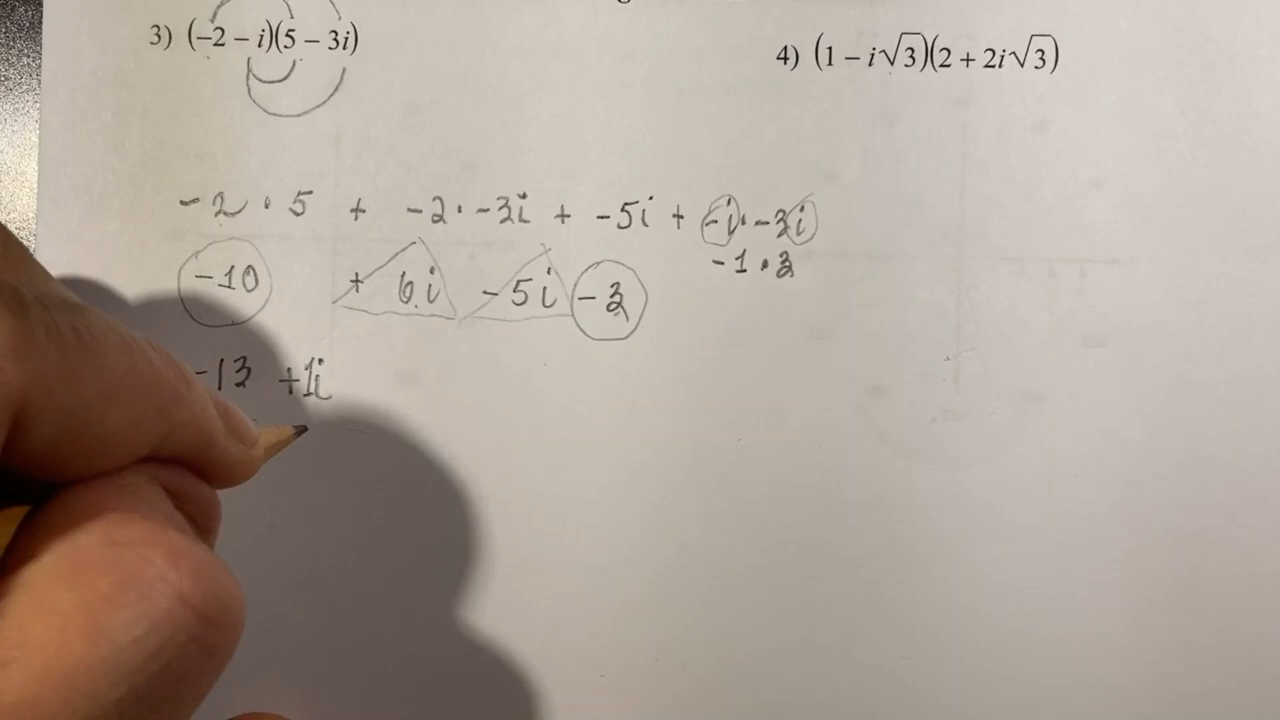 3) (−2 − i)(5 − 3i)
4) (1 − i√3)(2 + 2i√3)
-2 · 5 + -2 · -3i + -5i + -i · -3i
-1 · 3
-10 + 6i -5i -3
-13 +1i